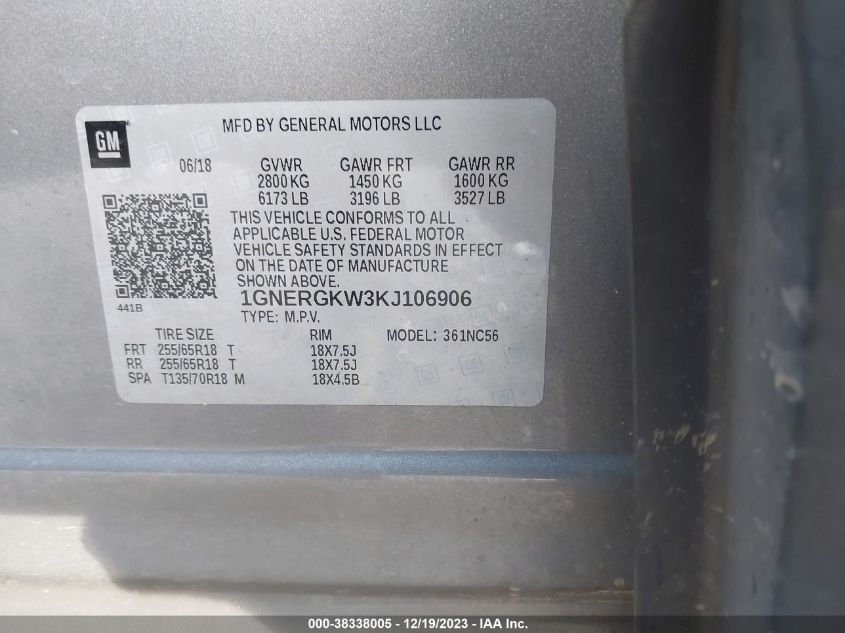 GM
MFD BY GENERAL MOTORS LLC
06/18 GVWR GAWR FRT GAWR RR
2800 KG 1450 KG 1600 KG
6173 LB 3196 LB 3527 LB
THIS VEHICLE CONFORMS TO ALL
APPLICABLE U.S. FEDERAL MOTOR
VEHICLE SAFETY STANDARDS IN EFFECT
ON THE DATE OF MANUFACTURE
SHOWN ABOVE.
441B
1GNERGKW3KJ106906
TYPE: M.P.V.
TIRE SIZE RIM MODEL: 361NC56
FRT 255/65R18 T 18X7.5J
RR 255/65R18 T 18X7.5J
SPA T135/70R18 M 18X4.5B
000-38338005 - 12/19/2023 - IAA Inc.